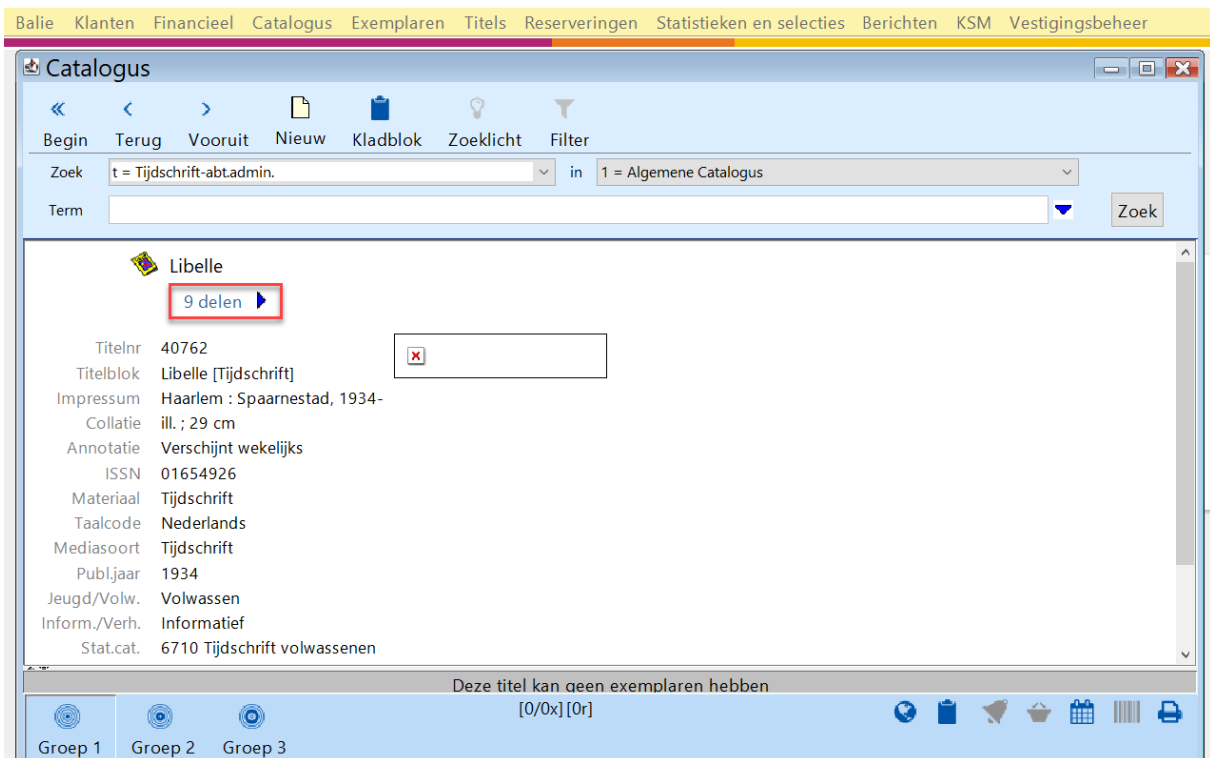 Balie Klanten Financieel Catalogus Exemplaren Titels Reserveringen Statistieken en selecties Berichten KSM Vestigingsbeheer
Catalogus
Begin Terug Vooruit Nieuw Kladblok Zoeklicht Filter
Zoek t = Tijdschrift-abt.admin. in 1 = Algemene Catalogus
Term Zoek
Libelle
9 delen
Titelnr 40762
Titelblok Libelle [Tijdschrift]
Impressum Haarlem : Spaarnestad, 1934-
Collatie ill. ; 29 cm
Annotatie Verschijnt wekelijks
ISSN 01654926
Materiaal Tijdschrift
Taalcode Nederlands
Mediasoort Tijdschrift
Publ.jaar 1934
Jeugd/Volw. Volwassen
Inform./Verh. Informatief
Stat.cat. 6710 Tijdschrift volwassenen
Deze titel kan geen exemplaren hebben
[0/0x] [0r]
Groep 1 Groep 2 Groep 3